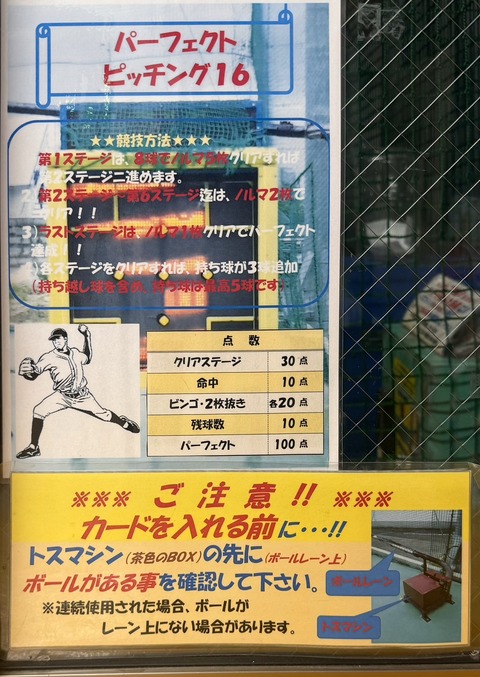 パーフェクト
ピッチング16
★★競技方法★★★
第1ステージは、8球でノルマ5枚クリアすれば
第2ステージニ進めます。
2)第2ステージ〜第6ステージ迄は、ノルマ2枚で
クリア!!
3)ラストステージは、ノルマ1枚クリアでパーフェクト
達成!!
)各ステージをクリアすれば、持ち球が3球追加
(持ち越し球を含め、持ち球は最高5球です)
点 数
クリアステージ 30 点
命中 10 点
ビンゴ・2枚抜き 各20 点
残球数 10 点
パーフェクト 100 点
※※※ ご 注 意 !! ※※※
カードを入れる前に・・・!!
トスマシン(茶色のBOX)の先に(ボールレーン上)
ボールがある事を確認して下さい。
※連続使用された場合、ボールが
レーン上にない場合があります。
ボールレーン
トスマシン